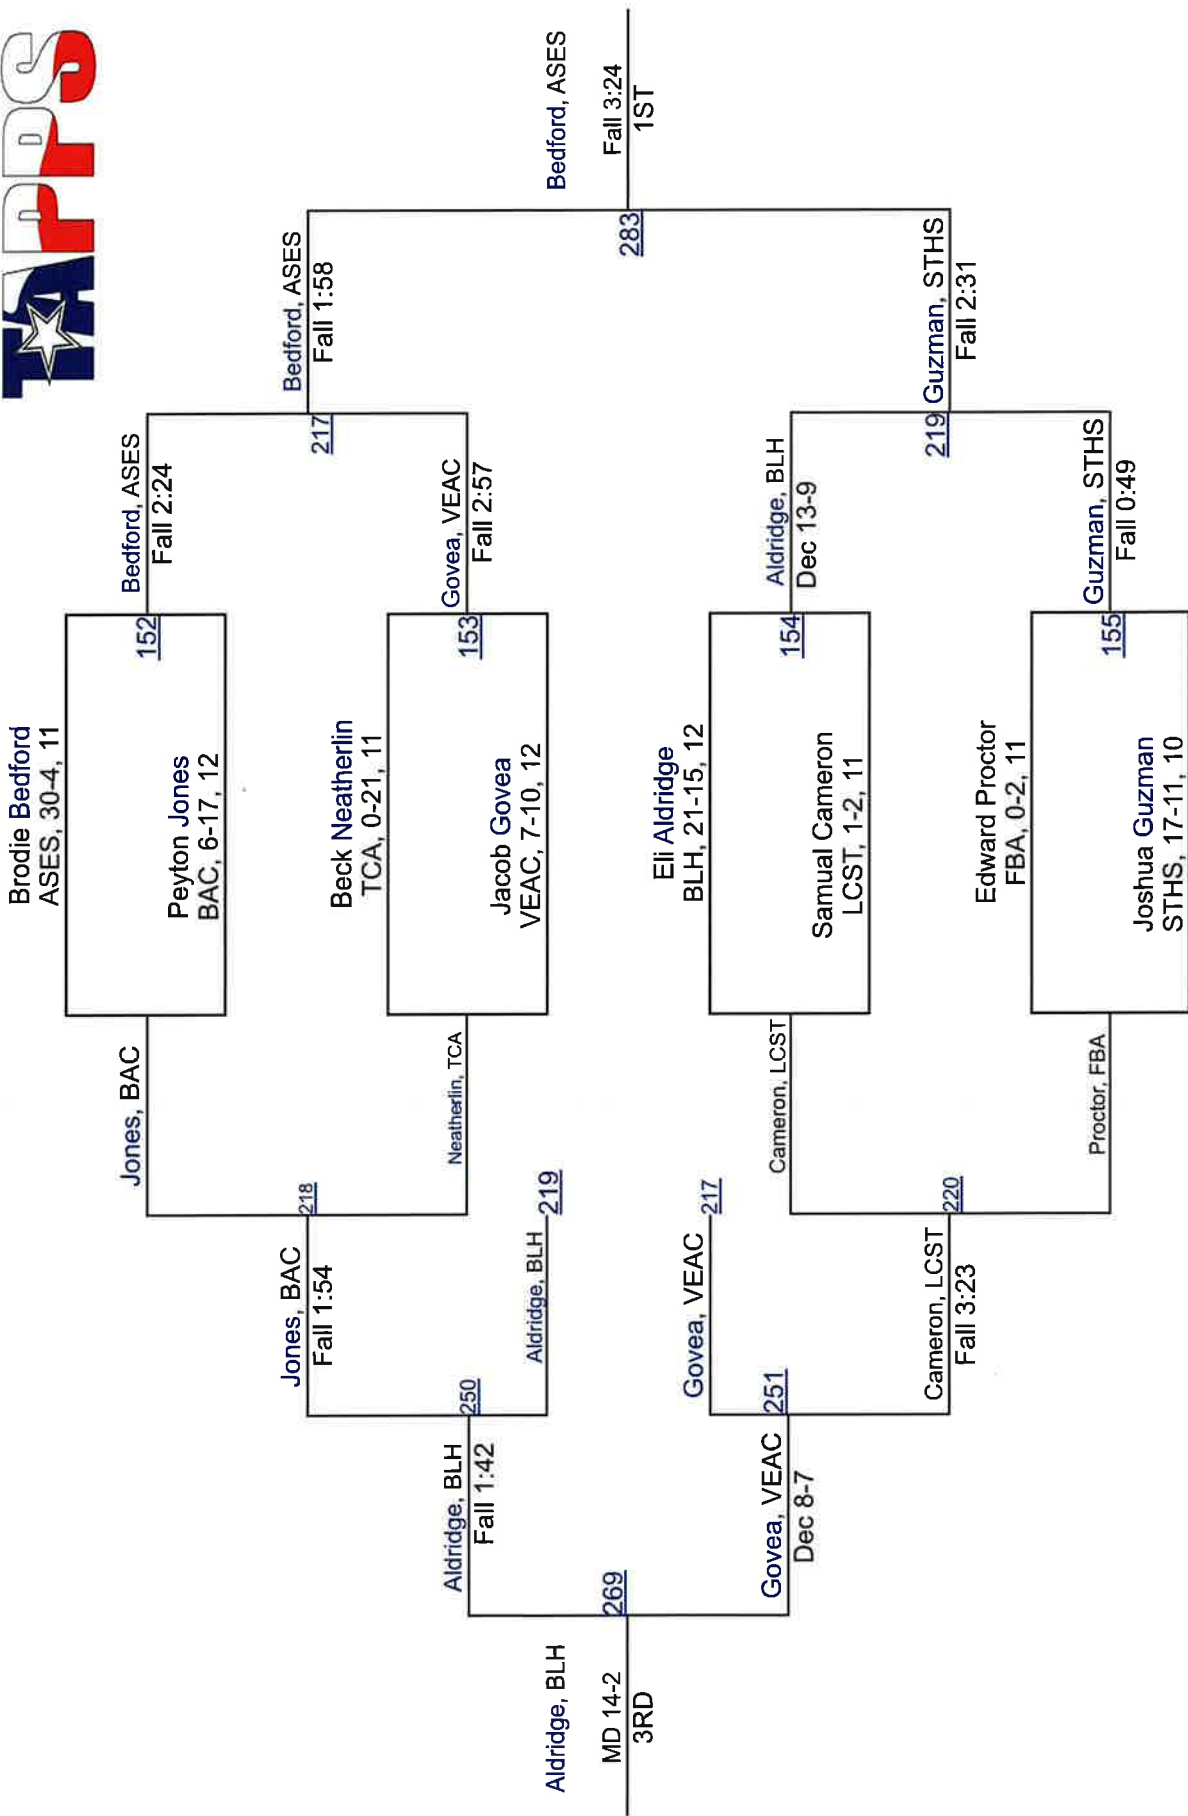 TAPPS
Brodie Bedford
ASES, 30-4, 11
152
Peyton Jones
BAC, 6-17, 12
Beck Neatherlin
TCA, 0-21, 11
153
Jacob Govea
VEAC, 7-10, 12
Eli Aldridge
BLH, 21-15, 12
154
Samual Cameron
LCST, 1-2, 11
Edward Proctor
FBA, 0-2, 11
155
Joshua Guzman
STHS, 17-11, 10
Bedford, ASES
Fall 2:24
Govea, VEAC
Fall 2:57
Aldridge, BLH
Dec 13-9
Guzman, STHS
Fall 0:49
217
219
Bedford, ASES
Fall 1:58
Guzman, STHS
Fall 2:31
283
Bedford, ASES
Fall 3:24
1ST
Jones, BAC
Neatherlin, TCA
Cameron, LCST
Proctor, FBA
218
219
217
220
Jones, BAC
Fall 1:54
Aldridge, BLH
Govea, VEAC
Cameron, LCST
Fall 3:23
250
251
Aldridge, BLH
Fall 1:42
Govea, VEAC
Dec 8-7
269
Aldridge, BLH
MD 14-2
3RD